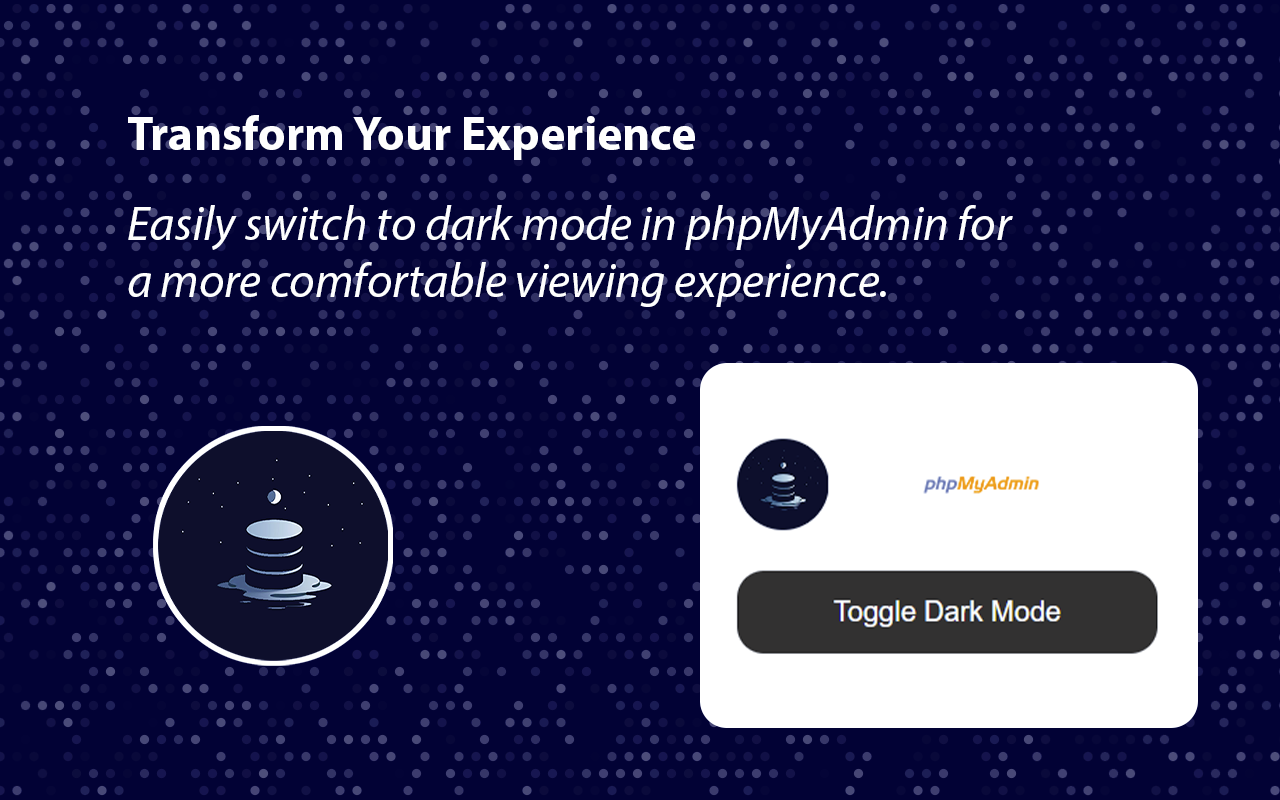 Transform Your Experience
Easily switch to dark mode in phpMyAdmin for
a more comfortable viewing experience.
phpMyAdmin
Toggle Dark Mode